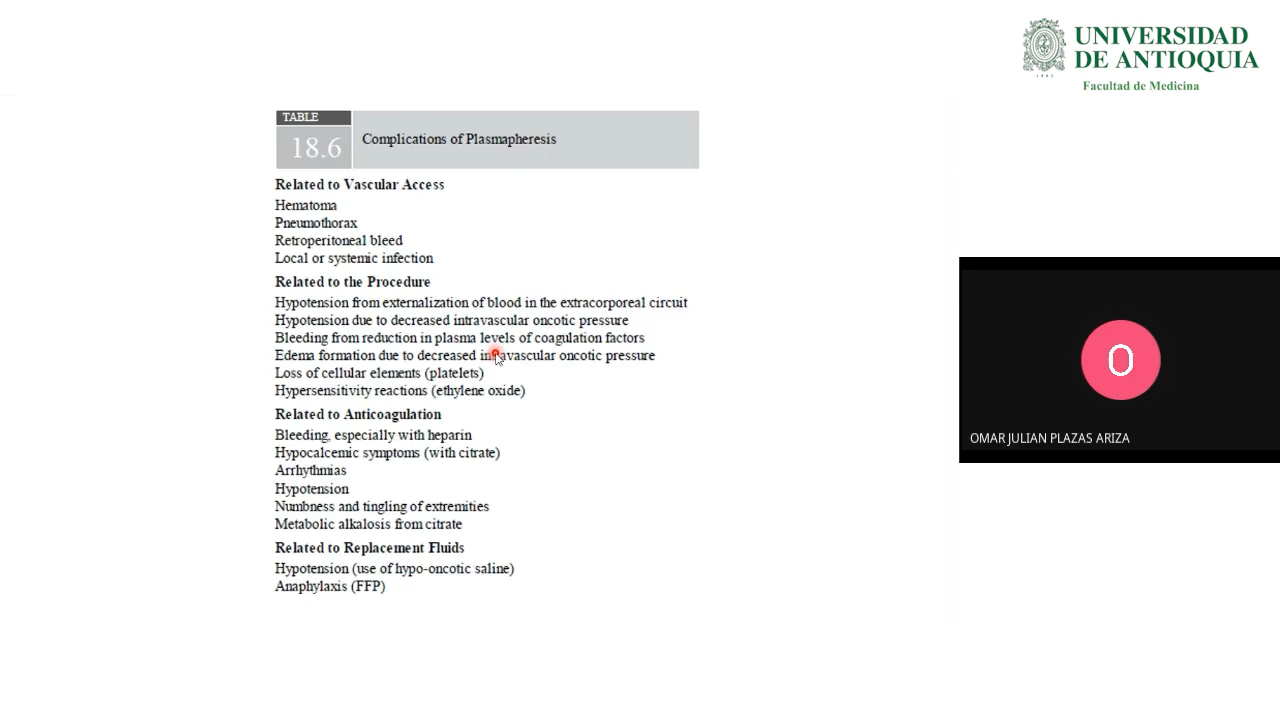 UNIVERSIDAD
DE ANTIOQUIA
1803
Facultad de Medicina
TABLE
18.6
Complications of Plasmapheresis
Related to Vascular Access
Hematoma
Pneumothorax
Retroperitoneal bleed
Local or systemic infection
Related to the Procedure
Hypotension from externalization of blood in the extracorporeal circuit
Hypotension due to decreased intravascular oncotic pressure
Bleeding from reduction in plasma levels of coagulation factors
Edema formation due to decreased intravascular oncotic pressure
Loss of cellular elements (platelets)
Hypersensitivity reactions (ethylene oxide)
Related to Anticoagulation
Bleeding, especially with heparin
Hypocalcemic symptoms (with citrate)
Arrhythmias
Hypotension
Numbness and tingling of extremities
Metabolic alkalosis from citrate
Related to Replacement Fluids
Hypotension (use of hypo-oncotic saline)
Anaphylaxis (FFP)
O
OMAR JULIAN PLAZAS ARIZA